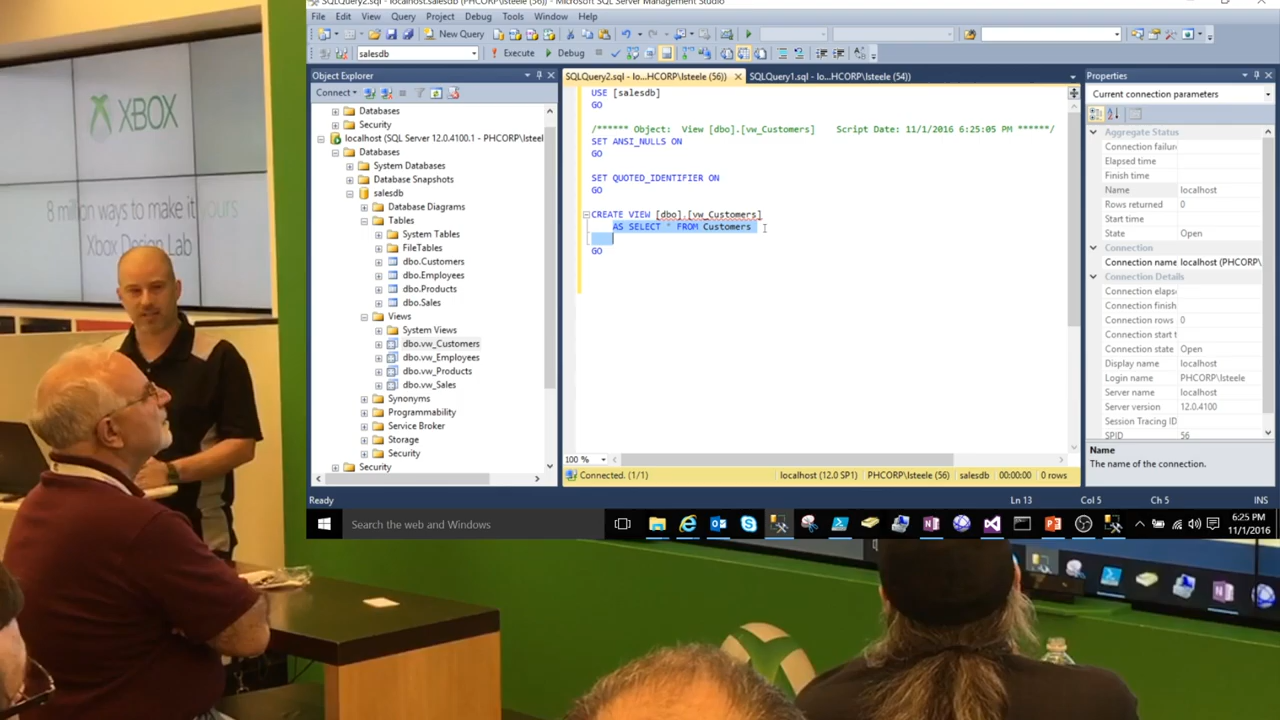 XBOX
8 million ways to make it yours
Xbox Design Lab
SQLQuery2.sql - localhost.salesdb (PHCORP\lsteele (56)) - Microsoft SQL Server Management Studio
File Edit View Query Project Debug Tools Window Help
New Query
salesdb Execute Debug
Object Explorer
Connect
Databases
Security
localhost (SQL Server 12.0.4100.1 - PHCORP\lsteel
Databases
System Databases
Database Snapshots
salesdb
Database Diagrams
Tables
System Tables
FileTables
dbo.Customers
dbo.Employees
dbo.Products
dbo.Sales
Views
System Views
dbo.vw_Customers
dbo.vw_Employees
dbo.vw_Products
dbo.vw_Sales
Synonyms
Programmability
Service Broker
Storage
Security
Security
SQLQuery2.sql - lo...HCORP\lsteele (56)) SQLQuery1.sql - lo...HCORP\lsteele (54))
USE [salesdb]
GO
/****** Object: View [dbo].[vw_Customers] Script Date: 11/1/2016 6:25:05 PM ******/
SET ANSI_NULLS ON
GO
SET QUOTED_IDENTIFIER ON
GO
CREATE VIEW [dbo].[vw_Customers]
AS SELECT * FROM Customers
GO
100 %
Connected. (1/1) localhost (12.0 SP1) PHCORP\lsteele (56) salesdb 00:00:00 0 rows
Properties
Current connection parameters
Aggregate Status
Connection failur
Elapsed time
Finish time
Name localhost
Rows returned 0
Start time
State Open
Connection
Connection name localhost (PHCORP\
Connection Details
Connection elaps
Connection finish
Connection rows 0
Connection start t
Connection state Open
Display name localhost
Login name PHCORP\lsteele
Server name localhost
Server version 12.0.4100
Session Tracing ID
SPID 56
Name
The name of the connection.
Ready Ln 13 Col 5 Ch 5 INS
Search the web and Windows
6:25 PM
11/1/2016